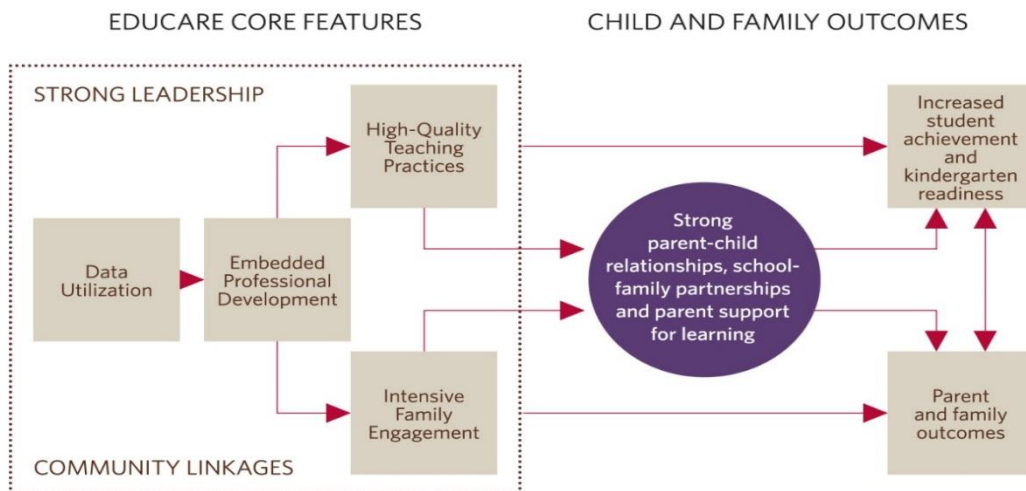 EDUCARE CORE FEATURES
CHILD AND FAMILY OUTCOMES
STRONG LEADERSHIP
High-Quality
Teaching
Practices
Data
Utilization
Embedded
Professional
Development
Intensive
Family
Engagement
COMMUNITY LINKAGES
Strong
parent-child
relationships, school-
family partnerships
and parent support
for learning
Increased
student
achievement
and
kindergarten
readiness
Parent
and family
outcomes